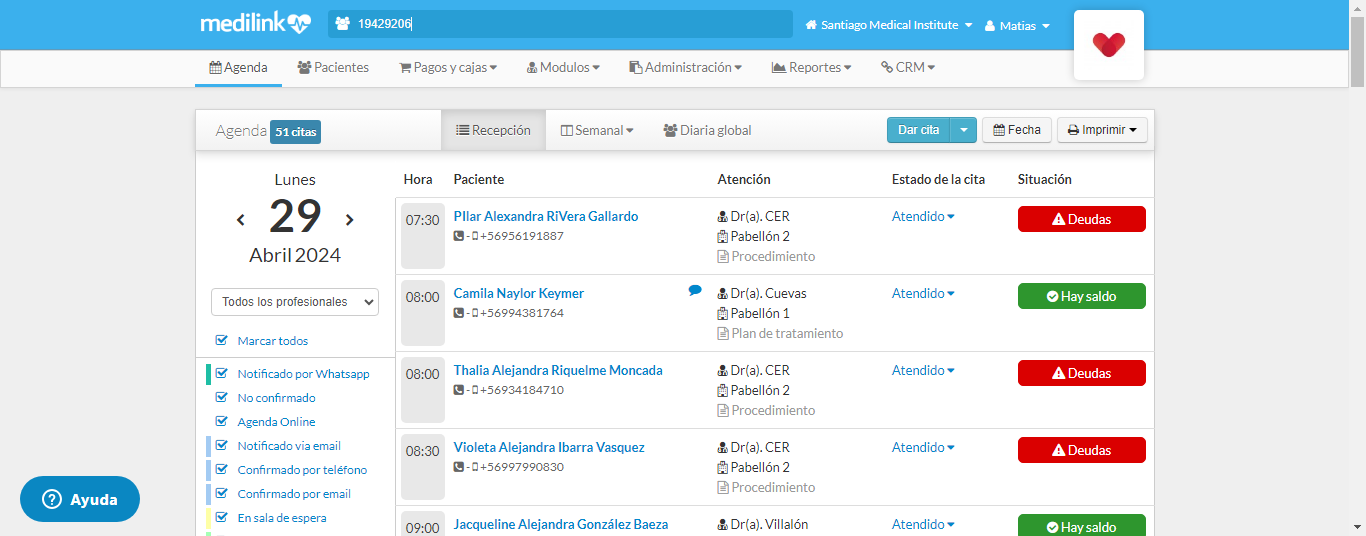 medilink
19429206
Santiago Medical Institute
Matias
Agenda
Pacientes
Pagos y cajas
Modulos
Administración
Reportes
CRM
Agenda 51 citas
Recepción
Semanal
Diaria global
Dar cita
Fecha
Imprimir
Lunes
29
Abril 2024
Todos los profesionales
Marcar todos
Notificado por Whatsapp
No confirmado
Agenda Online
Notificado via email
Confirmado por teléfono
Confirmado por email
En sala de espera
Hora Paciente Atención Estado de la cita Situación
07:30 PIlar Alexandra RiVera Gallardo Dr(a). CER Atendido Deudas
- +56956191887 Pabellón 2
Procedimiento
08:00 Camila Naylor Keymer Dr(a). Cuevas Atendido Hay saldo
- +56994381764 Pabellón 1
Plan de tratamiento
08:00 Thalia Alejandra Riquelme Moncada Dr(a). CER Atendido Deudas
- +56934184710 Pabellón 2
Procedimiento
08:30 Violeta Alejandra Ibarra Vasquez Dr(a). CER Atendido Deudas
- +56997990830 Pabellón 2
Procedimiento
09:00 Jacqueline Alejandra González Baeza Dr(a). Villalón Atendido Hay saldo
Ayuda